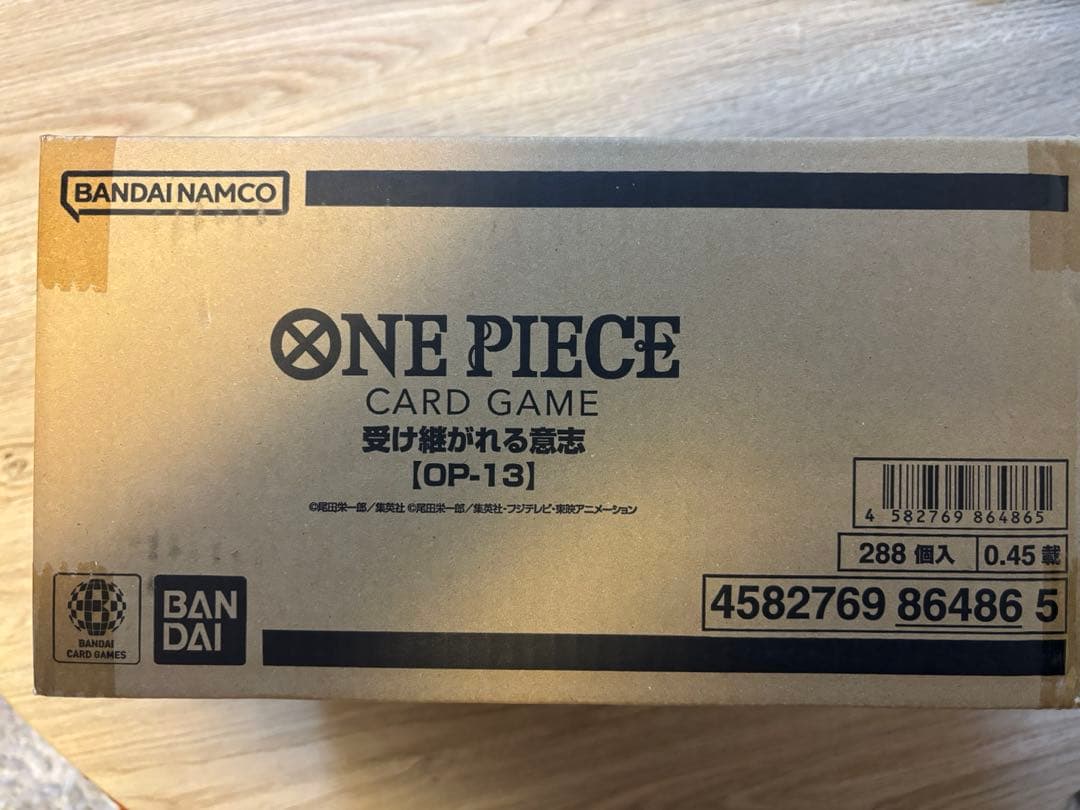 BANDAI NAMCO
ONE PIECE
CARD GAME
受け継がれる意志
【OP-13】
©尾田栄一郎/集英社 ©尾田栄一郎/集英社・フジテレビ・東映アニメーション
4 582769 864865
288 個入
0.45 載
4582769 86486 5
BANDAI
CARD GAMES
BAN
DAI